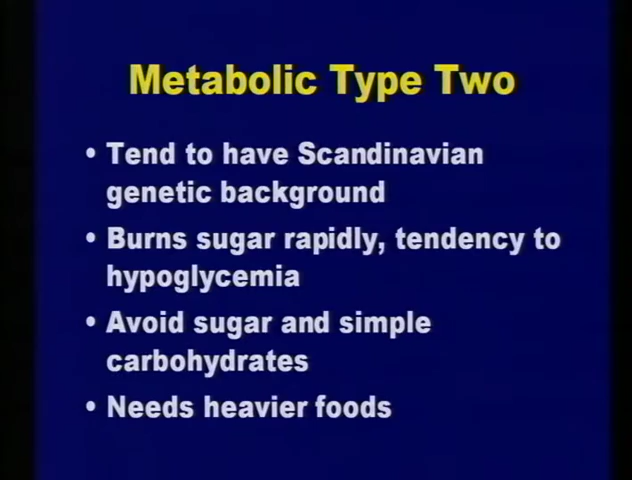 Metabolic Type Two
• Tend to have Scandinavian
genetic background
• Burns sugar rapidly, tendency to
hypoglycemia
• Avoid sugar and simple
carbohydrates
• Needs heavier foods